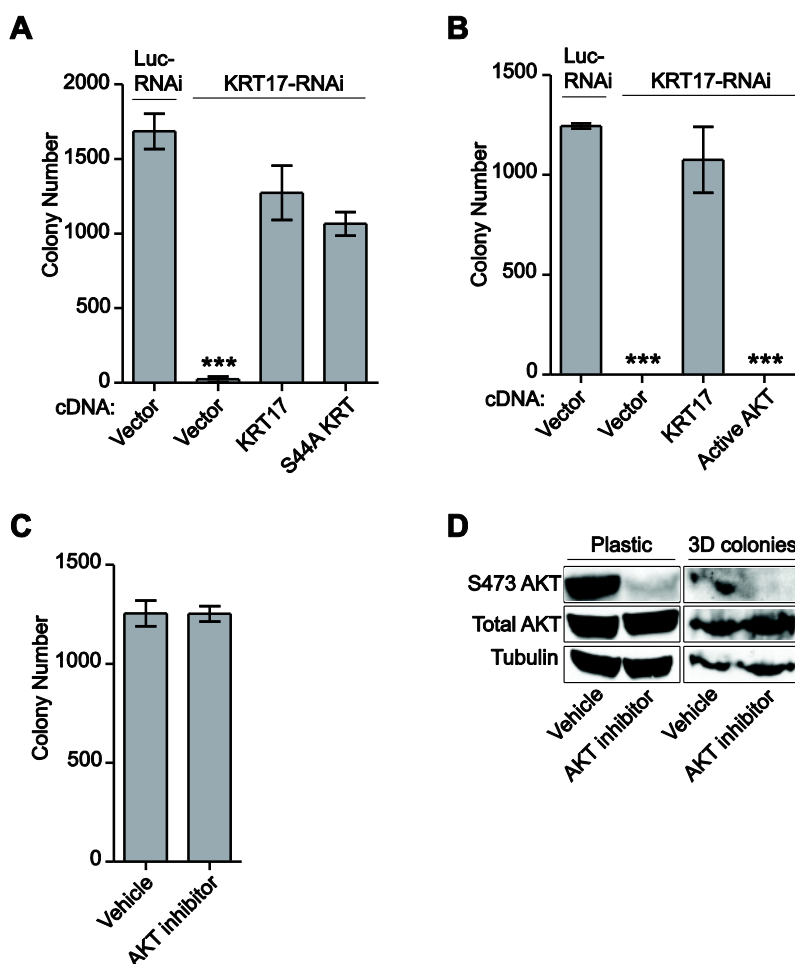 A
Luc-
RNAi
KRT17-RNAi
2000
1500
1000
500
0
Colony Number
***
cDNA:
Vector
Vector
KRT17
S44A KRT
B
Luc-
RNAi
KRT17-RNAi
1500
1000
500
0
Colony Number
***
***
cDNA:
Vector
Vector
KRT17
Active AKT
C
1500
1000
500
0
Colony Number
Vehicle
AKT inhibitor
D
Plastic
3D colonies
S473 AKT
Total AKT
Tubulin
Vehicle
AKT inhibitor
Vehicle
AKT inhibitor